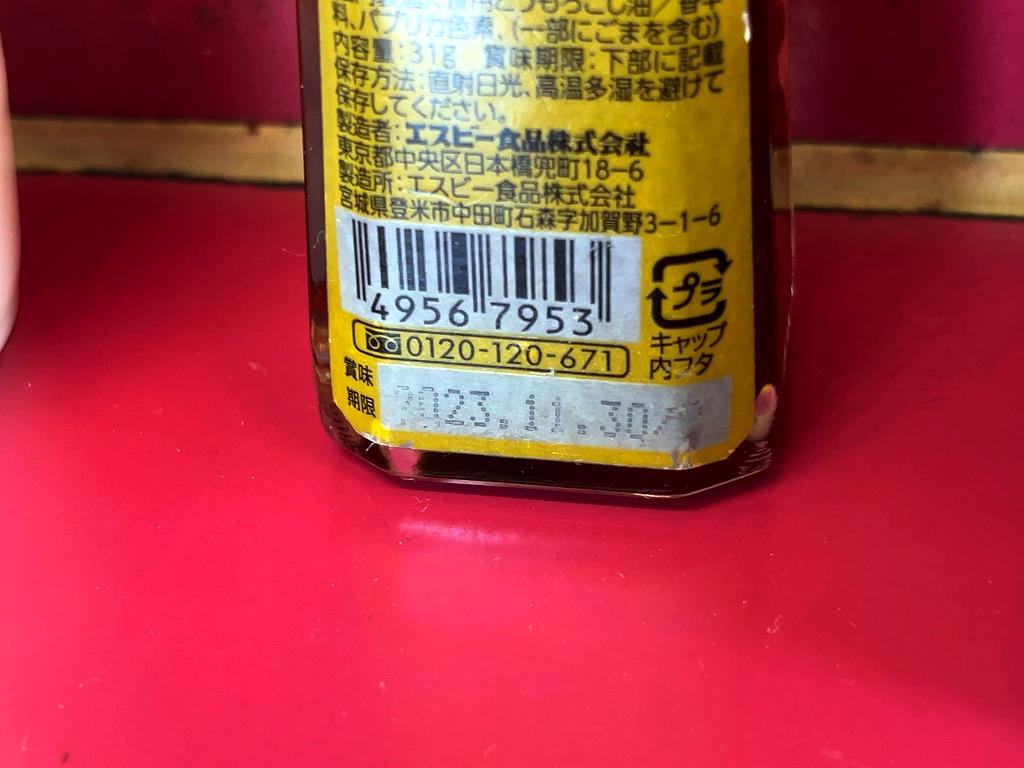 用とうもろこし油／香辛
料、パプリカ色素、(一部にごまを含む)
内容量：31g 賞味期限：下部に記載
保存方法：直射日光、高温多湿を避けて
保存してください。
製造者：エスビー食品株式会社
東京都中央区日本橋兜町18−6
製造所：エスビー食品株式会社
宮城県登米市中田町石森字加賀野3−1−6
4956 7953
プラ
キャップ
内フタ
0120-120-671
賞味
期限
2023.11.30